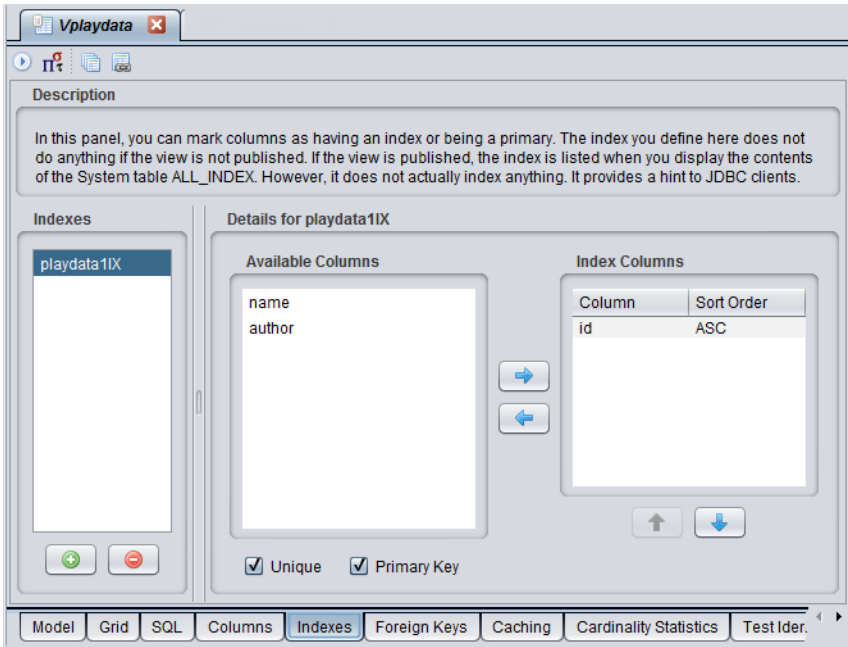 Vplaydata
Description
In this panel, you can mark columns as having an index or being a primary. The index you define here does not
do anything if the view is not published. If the view is published, the index is listed when you display the contents
of the System table ALL_INDEX. However, it does not actually index anything. It provides a hint to JDBC clients.
Indexes
playdata1IX
Details for playdata1IX
Available Columns
name
author
Index Columns
Column Sort Order
id ASC
Unique Primary Key
Model Grid SQL Columns Indexes Foreign Keys Caching Cardinality Statistics Test Ider.